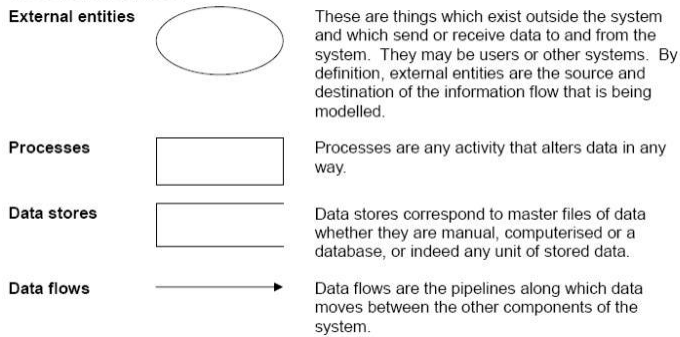 External entities
These are things which exist outside the system
and which send or receive data to and from the
system.  They may be users or other systems.  By
definition, external entities are the source and
destination of the information flow that is being
modelled.
Processes
Processes are any activity that alters data in any
way.
Data stores
Data stores correspond to master files of data
whether they are manual, computerised or a
database, or indeed any unit of stored data.
Data flows
Data flows are the pipelines along which data
moves between the other components of the
system.